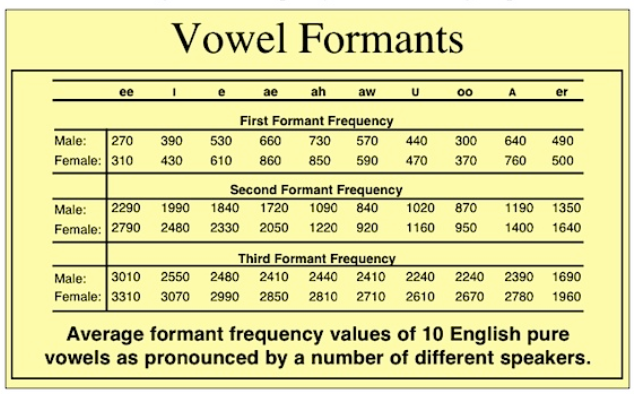 Vowel Formants
ee I e ae ah aw U oo A er
First Formant Frequency
Male: 270 390 530 660 730 570 440 300 640 490
Female: 310 430 610 860 850 590 470 370 760 500
Second Formant Frequency
Male: 2290 1990 1840 1720 1090 840 1020 870 1190 1350
Female: 2790 2480 2330 2050 1220 920 1160 950 1400 1640
Third Formant Frequency
Male: 3010 2550 2480 2410 2440 2410 2240 2240 2390 1690
Female: 3310 3070 2990 2850 2810 2710 2610 2670 2780 1960
Average formant frequency values of 10 English pure
vowels as pronounced by a number of different speakers.